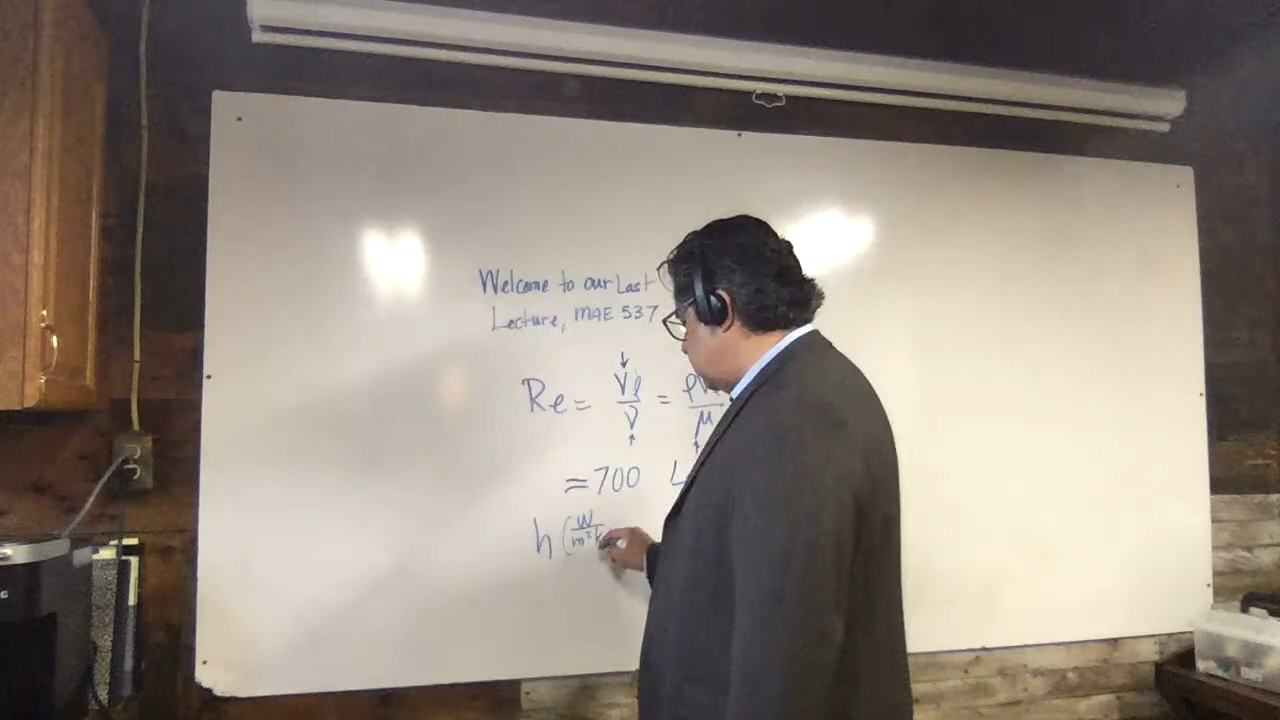 Welcome to our Last
Lecture, MAE 537
Re = Vl/ν = ρV/μ
= 700 L
h (W/m²k